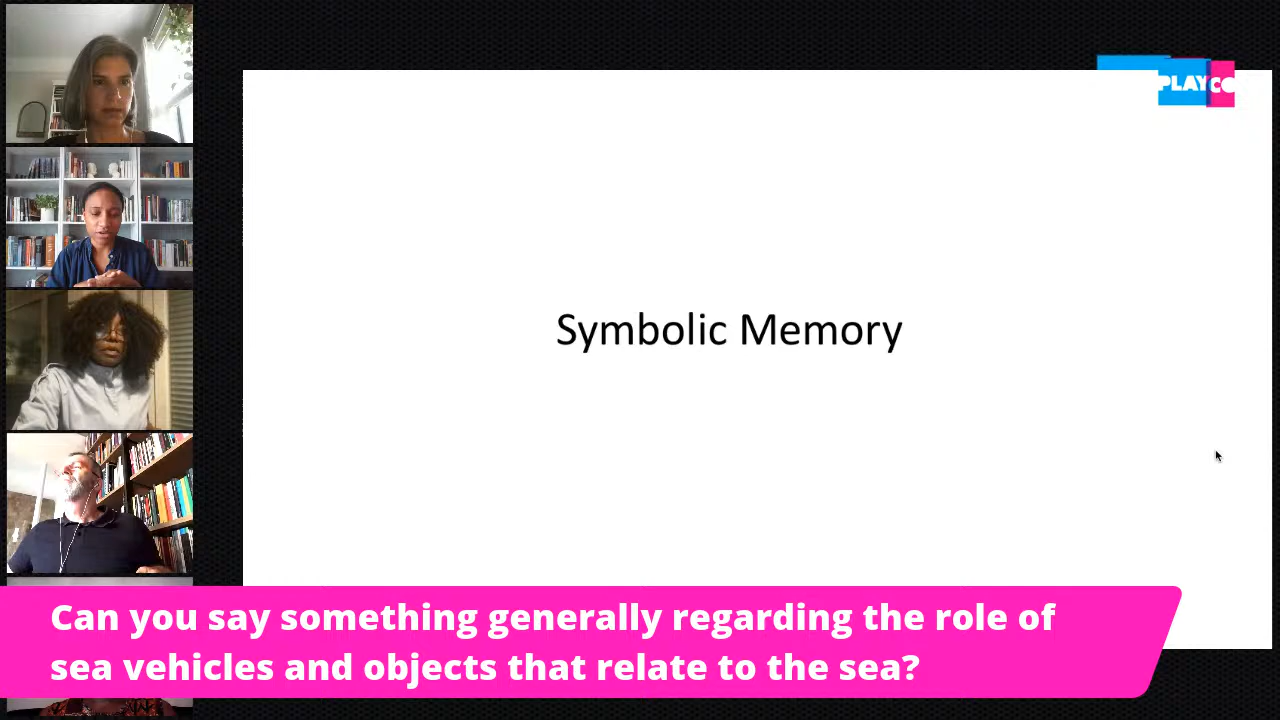 PLAYCO
Symbolic Memory
Can you say something generally regarding the role of
sea vehicles and objects that relate to the sea?